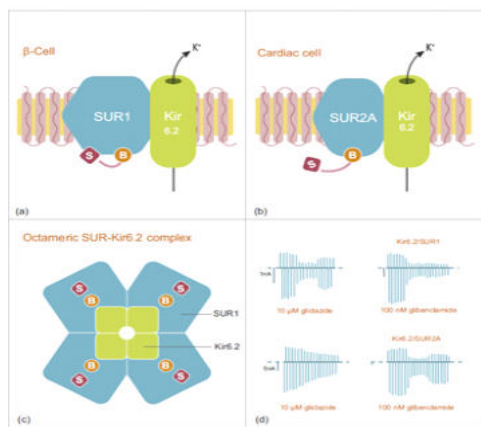 β-Cell
K+
SUR1
Kir
6.2
S
B
(a)
Cardiac cell
K+
SUR2A
Kir
6.2
S
B
(b)
Octameric SUR-Kir6.2 complex
S
S
B
B
SUR1
Kir6.2
B
B
S
S
(c)
Kir6.2/SUR1
10 μM gliclazide
100 nM glibenclamide
Kir6.2/SUR2A
10 μM gliclazide
100 nM glibenclamide
(d)